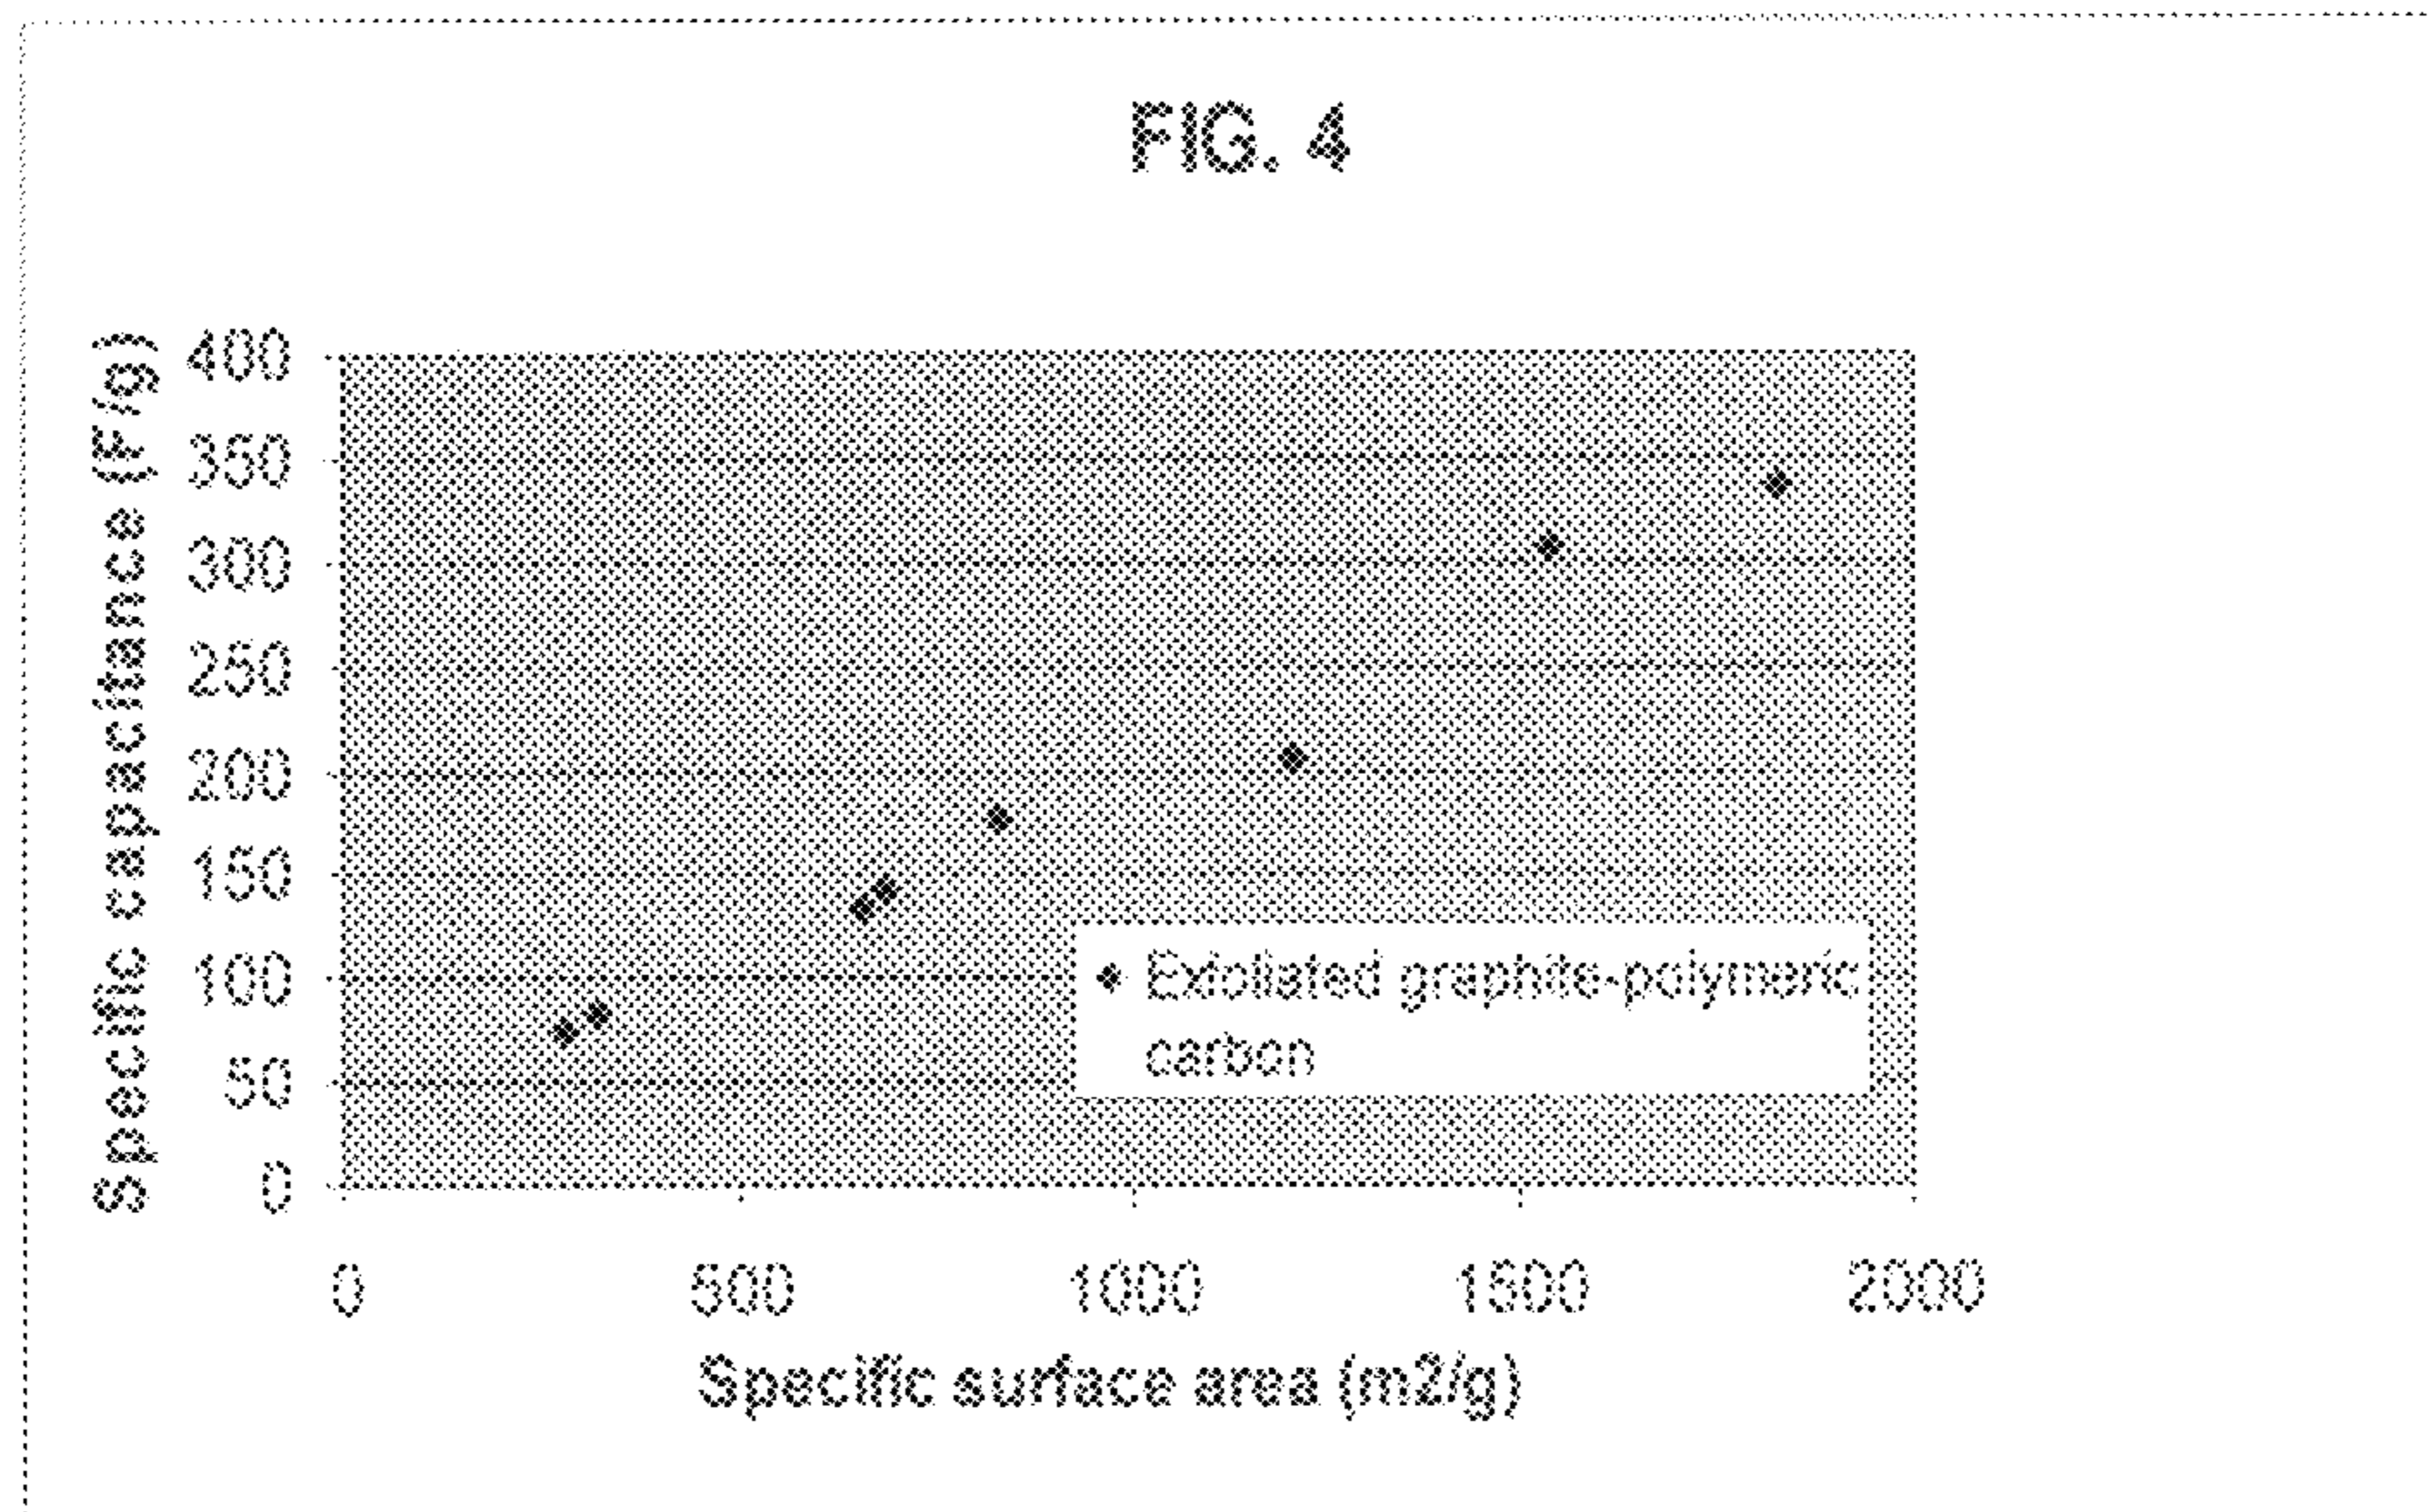 FIG. 4
Specific capacitance (F/g)
400
350
300
250
200
150
100
50
0
Exfoliated graphite-polymeric
carbon
0 500 1000 1500 2000
Specific surface area (m2/g)